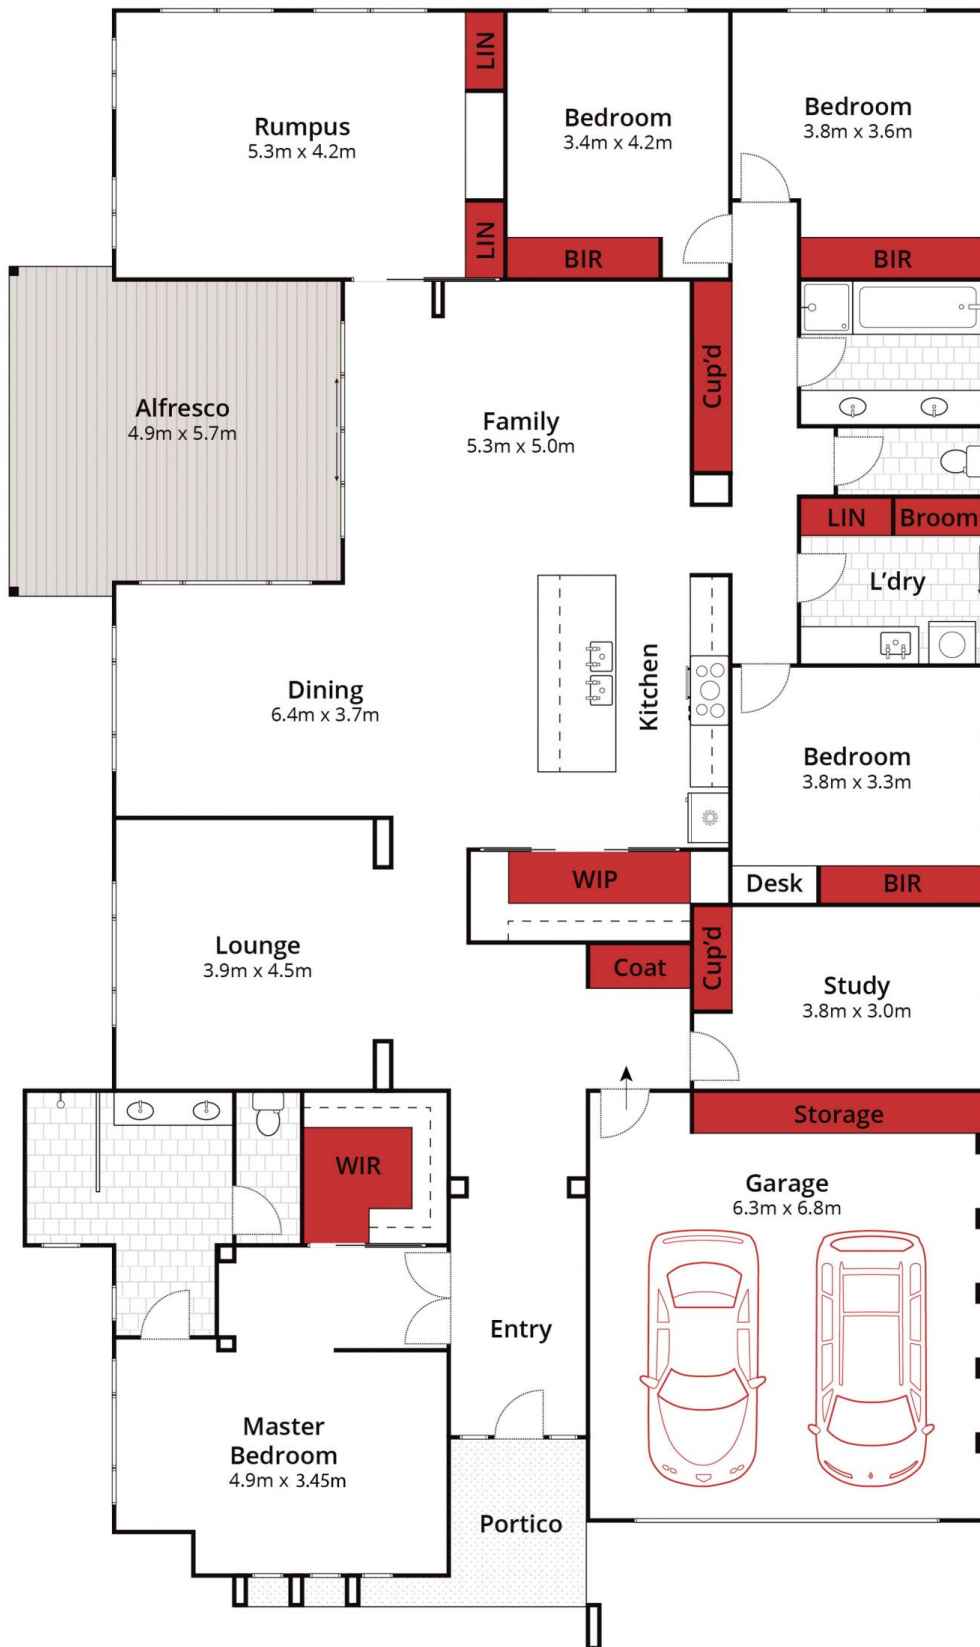 LIN
Rumpus
5.3m x 4.2m
Bedroom
3.4m x 4.2m
Bedroom
3.8m x 3.6m
LIN
BIR
BIR
Cup'd
Alfresco
4.9m x 5.7m
Family
5.3m x 5.0m
LIN
Broom
L'dry
Kitchen
Dining
6.4m x 3.7m
Bedroom
3.8m x 3.3m
WIP
Desk
BIR
Lounge
3.9m x 4.5m
Coat
Cup'd
Study
3.8m x 3.0m
Storage
WIR
Garage
6.3m x 6.8m
Entry
Master
Bedroom
4.9m x 3.45m
Portico